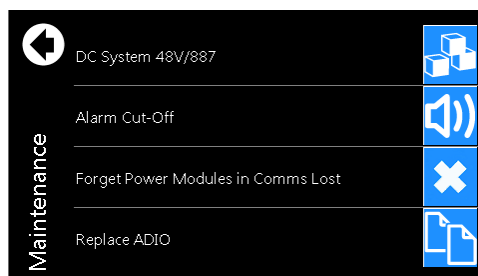 DC System 48V/887
Alarm Cut-Off
Forget Power Modules in Comms Lost
Replace ADIO
Maintenance